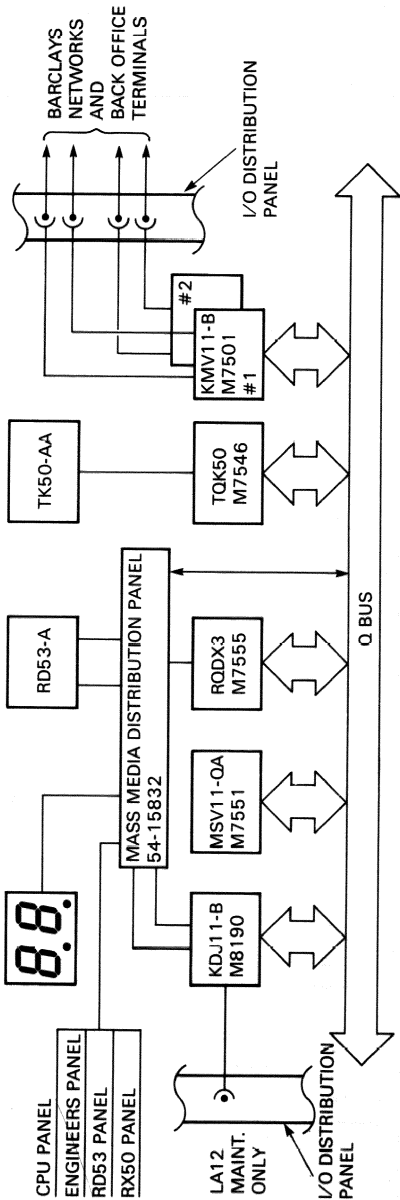 CPU PANEL
ENGINEERS PANEL
RD53 PANEL
RX50 PANEL
8.8.
RD53-A
TK50-AA
BARCLAYS
NETWORKS
AND
BACK OFFICE
TERMINALS
MASS MEDIA DISTRIBUTION PANEL
54-15832
I/O DISTRIBUTION
PANEL
LA12
MAINT.
ONLY
KDJ11-B
M8190
MSV11-QA
M7551
RQDX3
M7555
TQK50
M7546
#2
KMV11-B
M7501
#1
I/O DISTRIBUTION
PANEL
Q BUS